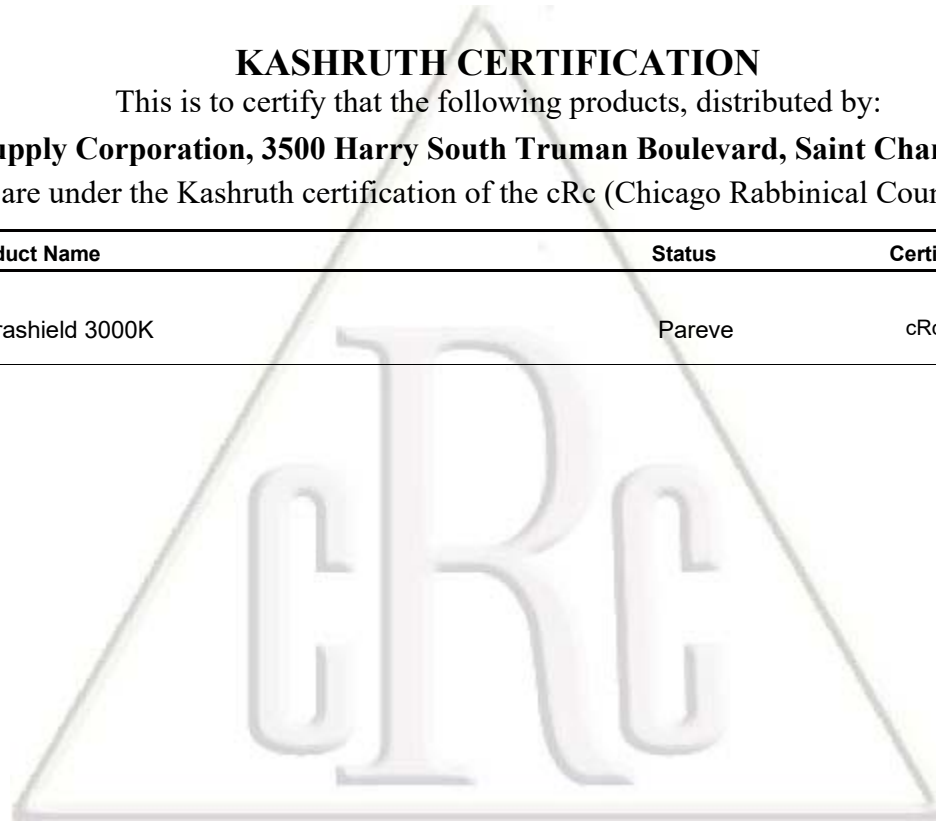 KASHRUTH CERTIFICATION
This is to certify that the following products, distributed by:
upply Corporation, 3500 Harry South Truman Boulevard, Saint Char
are under the Kashruth certification of the cRc (Chicago Rabbinical Coun
duct Name Status Certi
rashield 3000K Pareve cRc
cRc